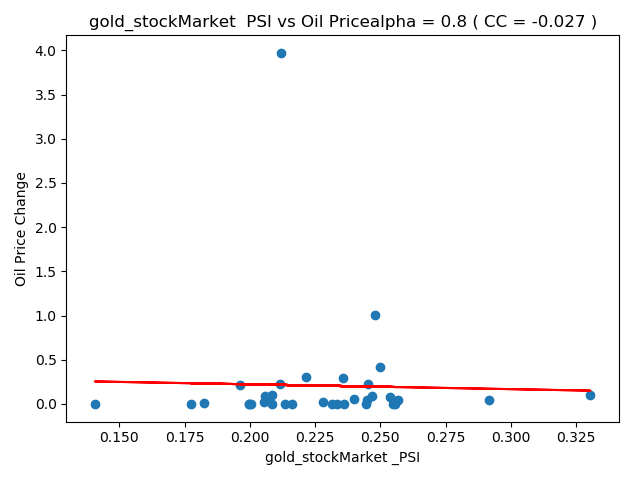 gold_stockMarket  PSI vs Oil Pricealpha = 0.8 ( CC = -0.027 )
4.0
3.5
3.0
2.5
2.0
1.5
1.0
0.5
0.0
Oil Price Change
0.150 0.175 0.200 0.225 0.250 0.275 0.300 0.325
gold_stockMarket _PSI